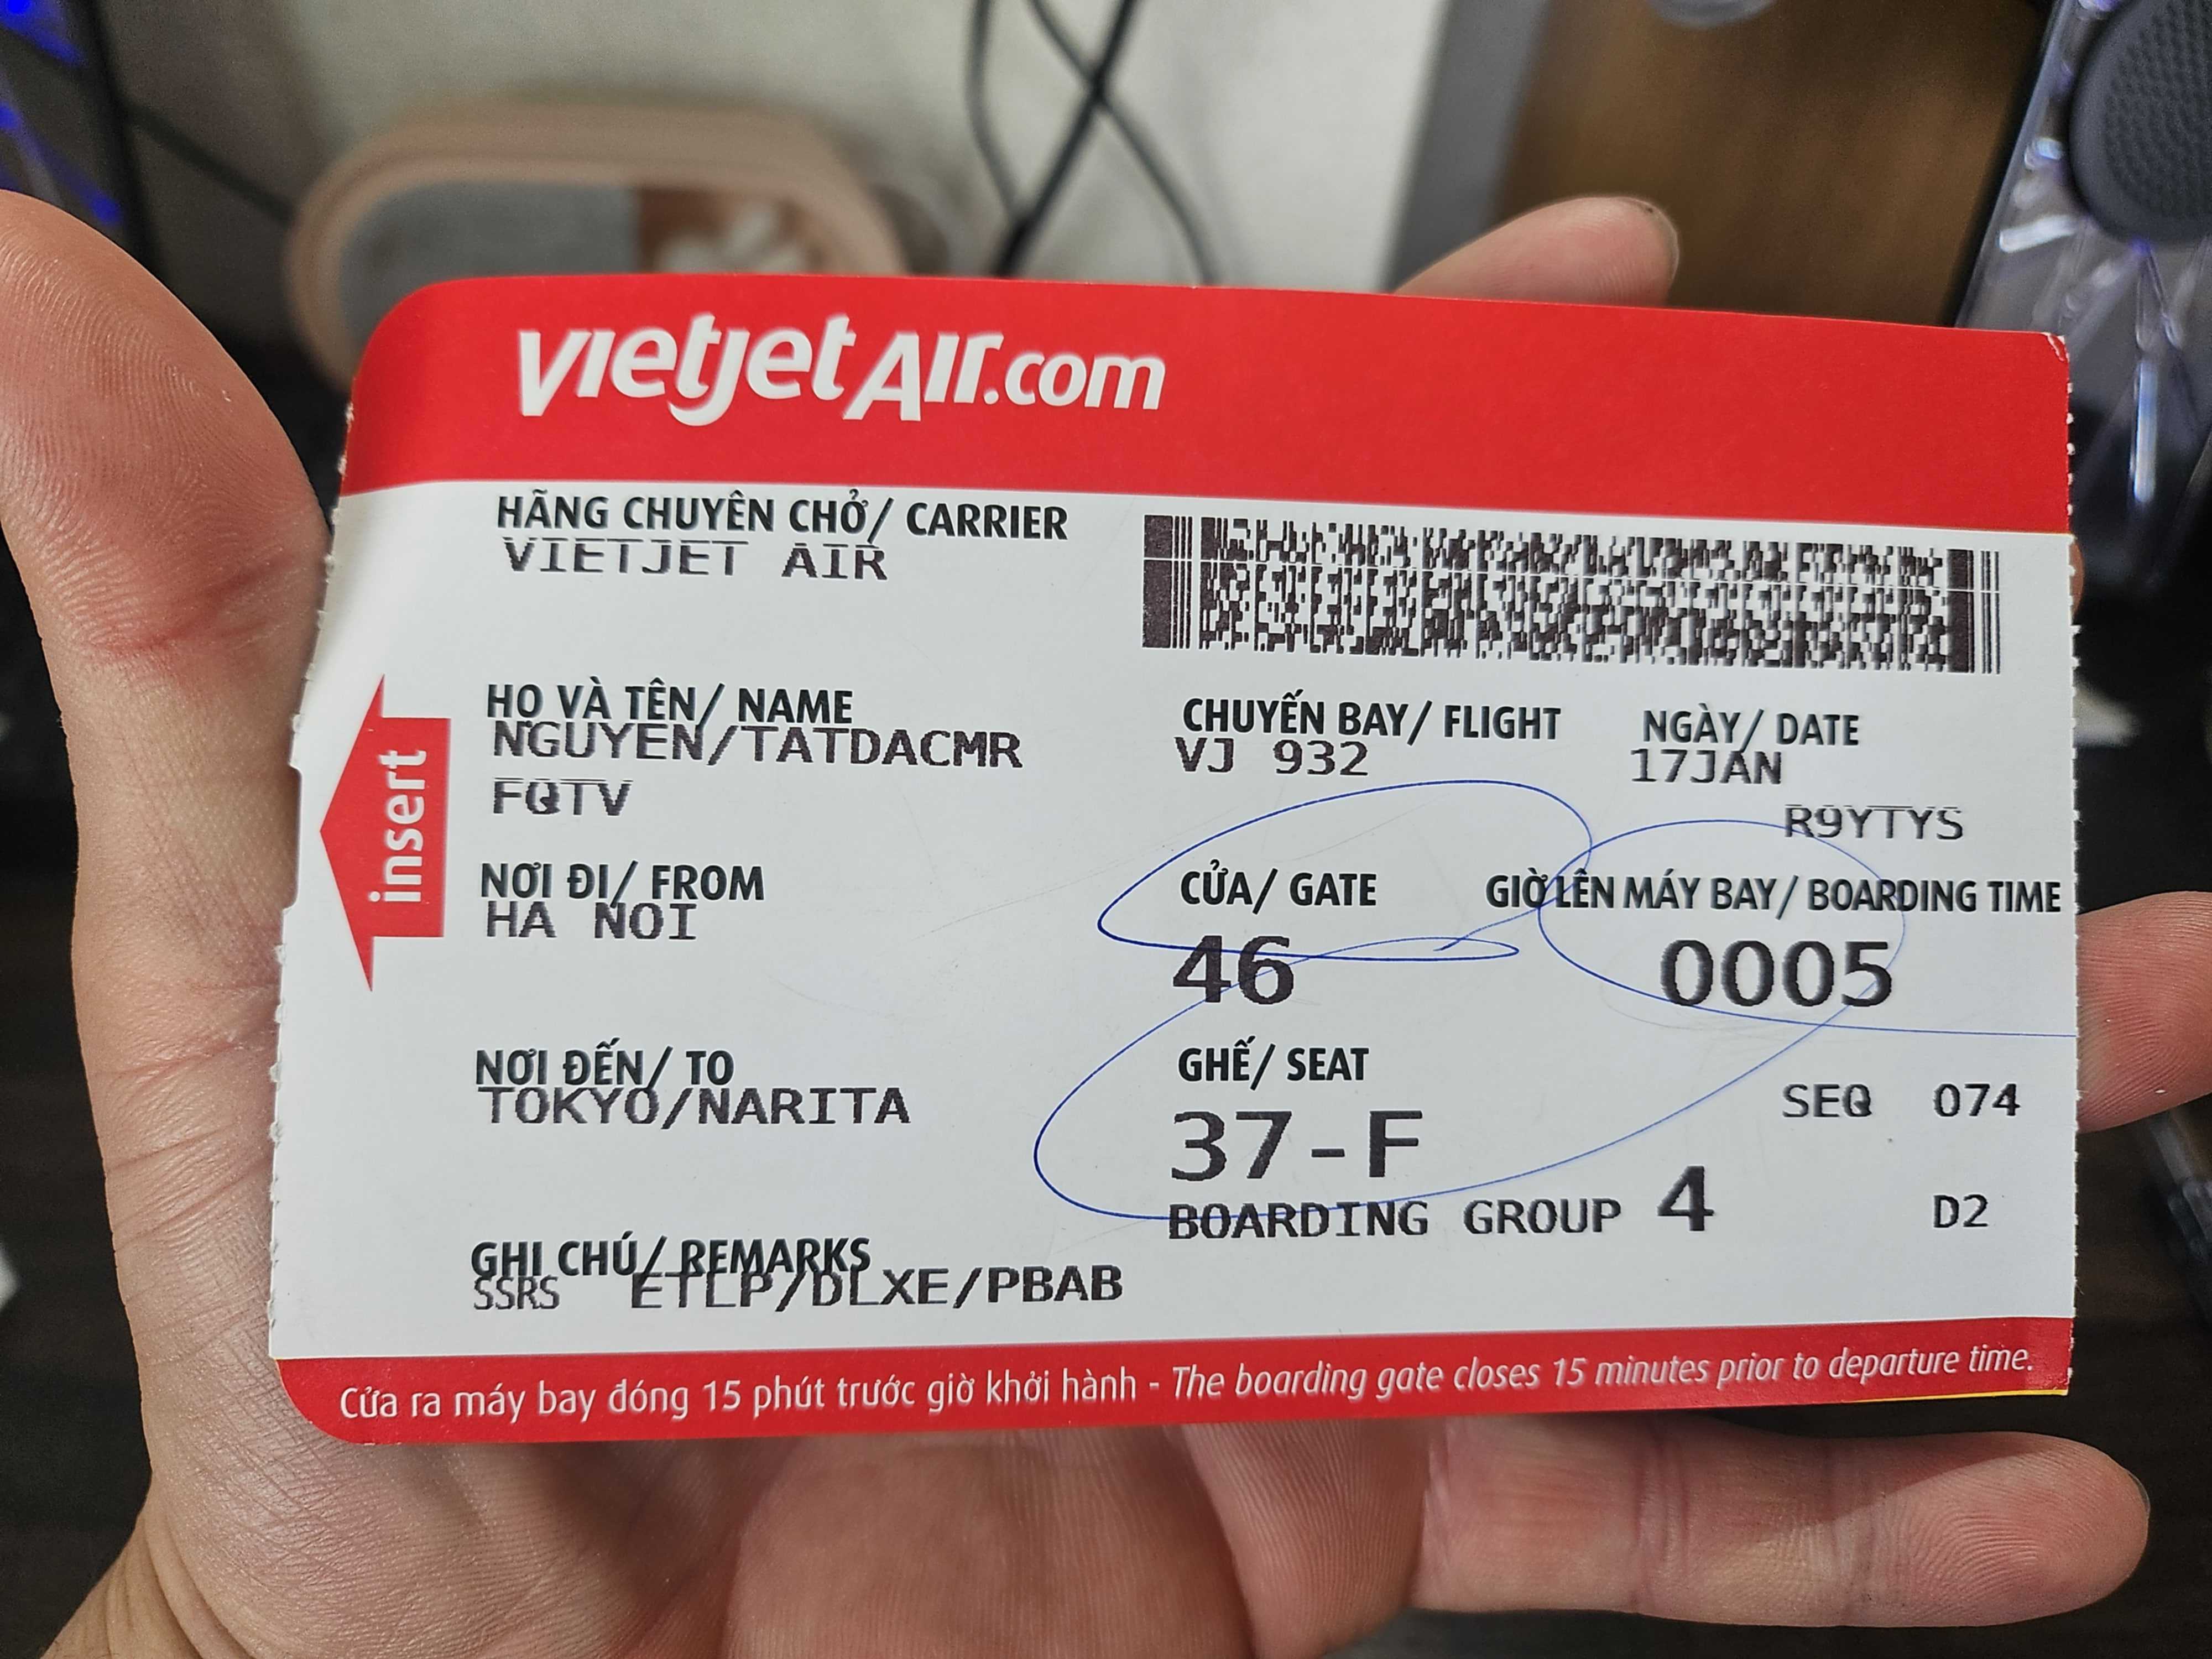 vietjetAir.com
HÃNG CHUYÊN CHỞ/ CARRIER
VIETJET AIR
HỌ VÀ TÊN/ NAME
NGUYEN/TATDACMR
FQTV
CHUYẾN BAY/ FLIGHT
VJ 932
NGÀY/ DATE
17JAN
R9YTYS
insert
NƠI ĐI/ FROM
HA NOI
CỬA/ GATE
46
GIỜ LÊN MÁY BAY/ BOARDING TIME
0005
NƠI ĐẾN/ TO
TOKYO/NARITA
GHẾ/ SEAT
37-F
SEQ 074
BOARDING GROUP 4
D2
GHI CHÚ/ REMARKS
SSRS ETLP/DLXE/PBAB
Cửa ra máy bay đóng 15 phút trước giờ khởi hành - The boarding gate closes 15 minutes prior to departure time.